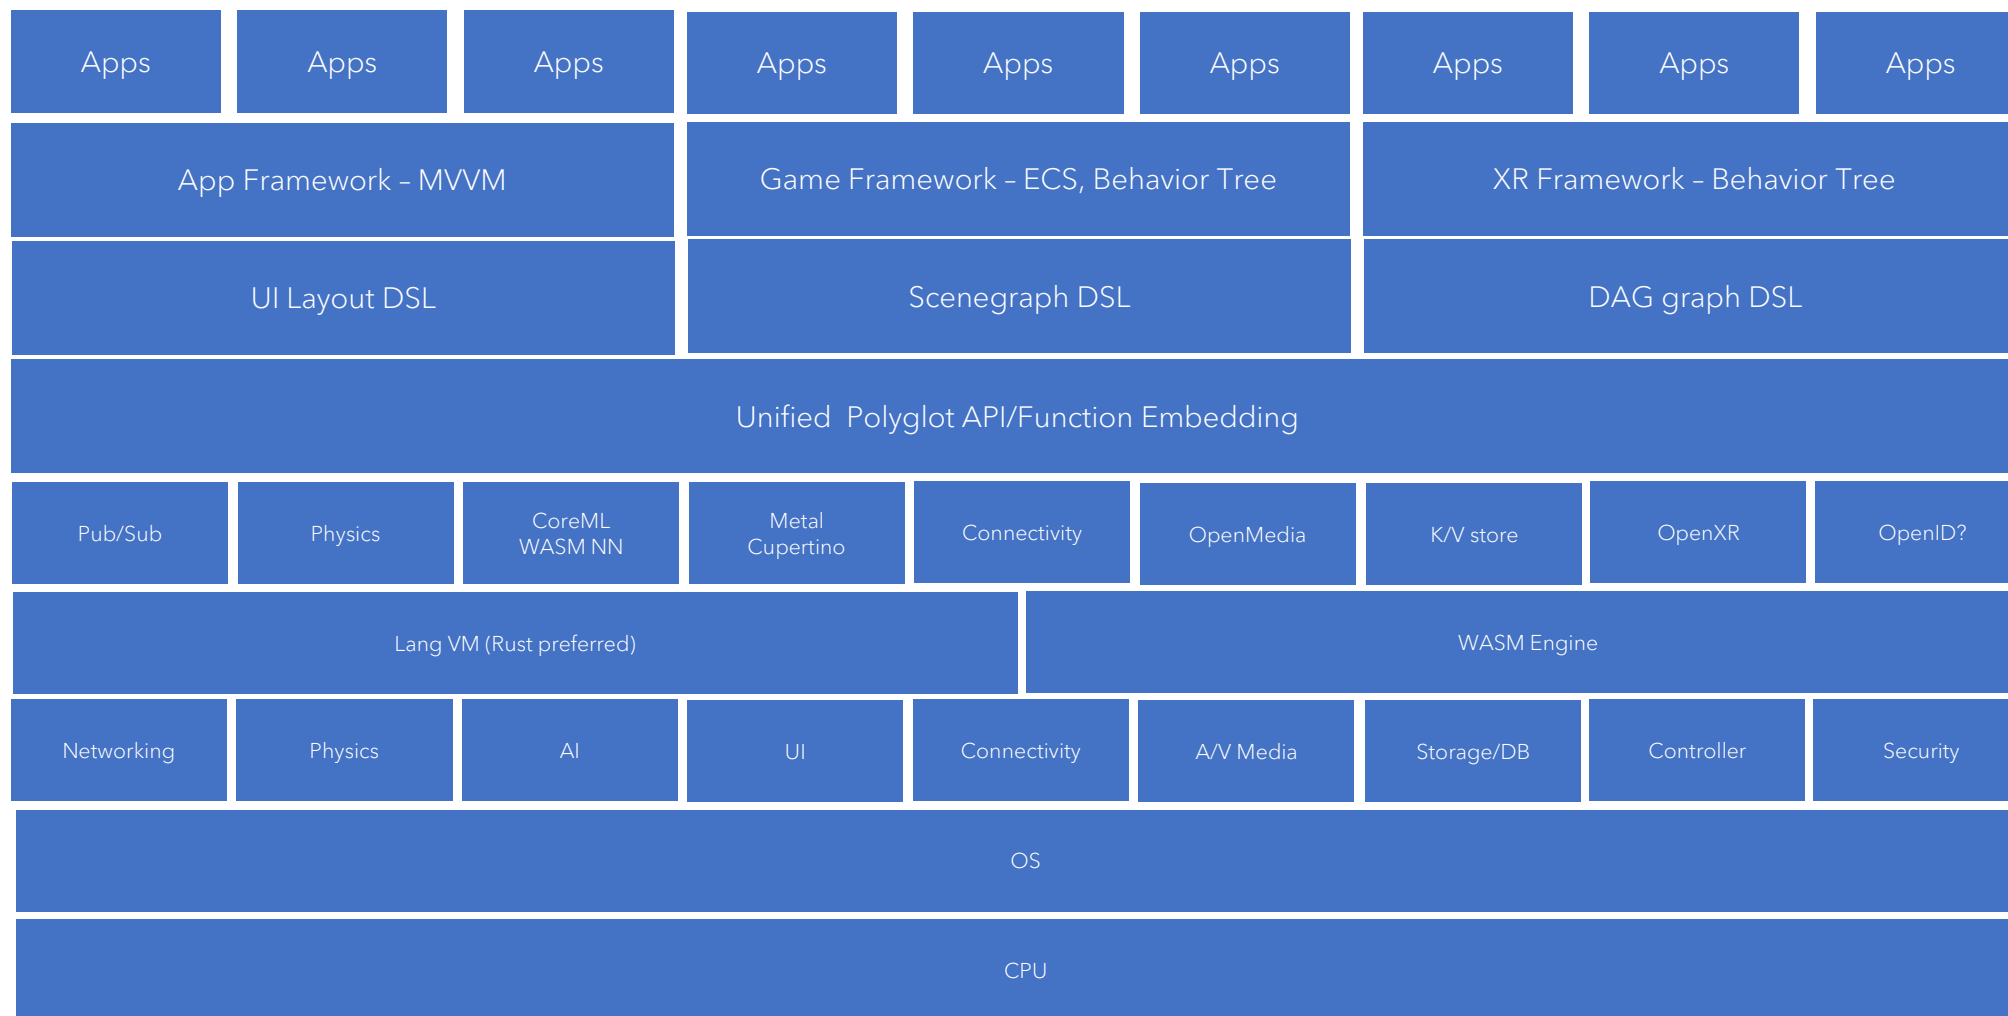 Apps
Apps
Apps
Apps
Apps
Apps
Apps
Apps
Apps
App Framework – MVVM
Game Framework – ECS, Behavior Tree
XR Framework – Behavior Tree
UI Layout DSL
Scenegraph DSL
DAG graph DSL
Unified  Polyglot API/Function Embedding
Pub/Sub
Physics
CoreML
WASM NN
Metal
Cupertino
Connectivity
OpenMedia
K/V store
OpenXR
OpenID?
Lang VM (Rust preferred)
WASM Engine
Networking
Physics
AI
UI
Connectivity
A/V Media
Storage/DB
Controller
Security
OS
CPU